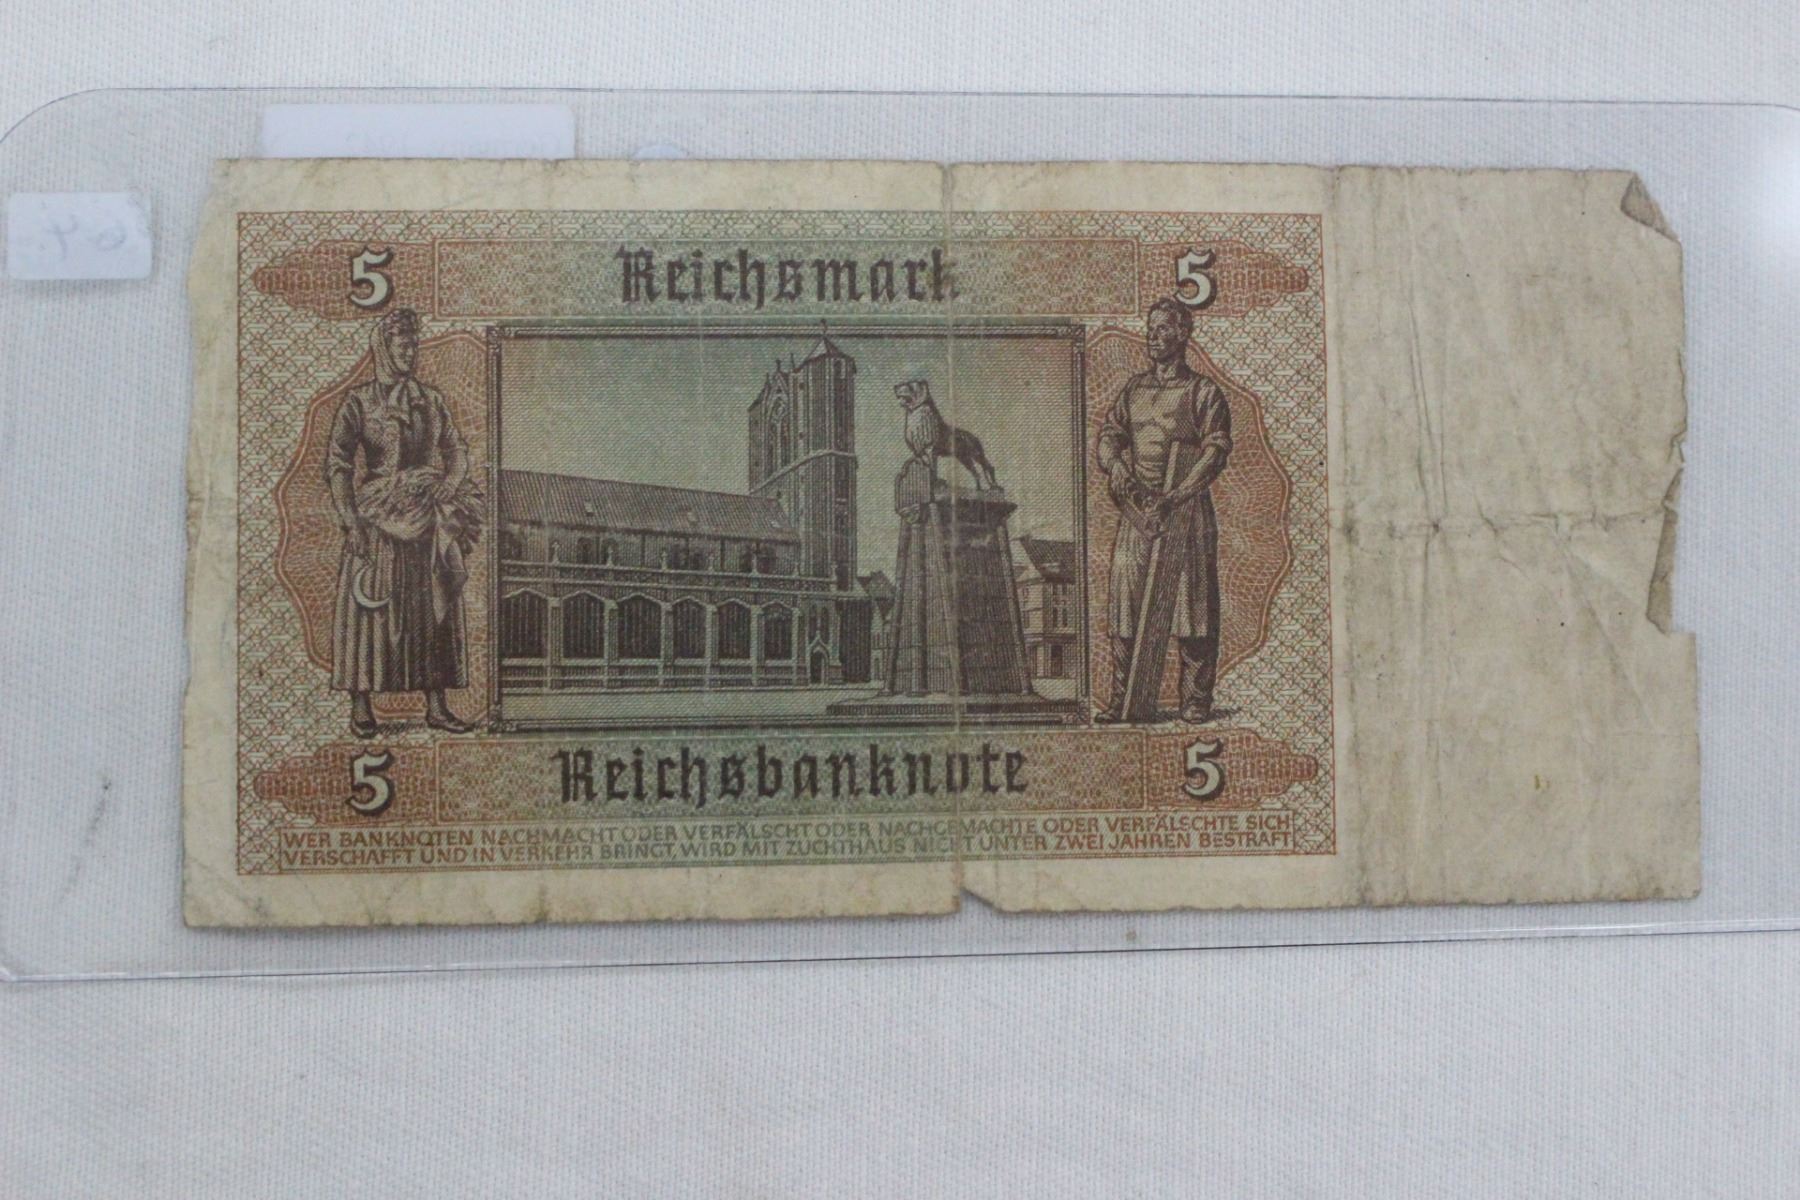 5 Reichsmark 5
5 Reichsbanknote 5
WER BANKNOTEN NACHMACHT ODER VERFÄLSCHT ODER NACHGEMACHTE ODER VERFÄLSCHTE SICH
VERSCHAFFT UND IN VERKEHR BRINGT, WIRD MIT ZUCHTHAUS NICHT UNTER ZWEI JAHREN BESTRAFT